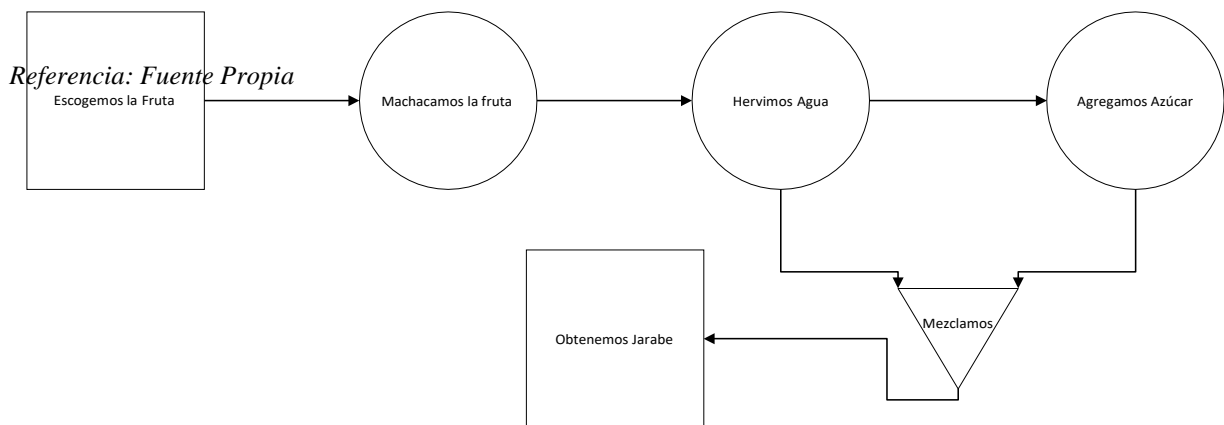 Referencia: Fuente Propia
Escogemos la Fruta
Machacamos la fruta
Hervimos Agua
Agregamos Azúcar
Mezclamos
Obtenemos Jarabe